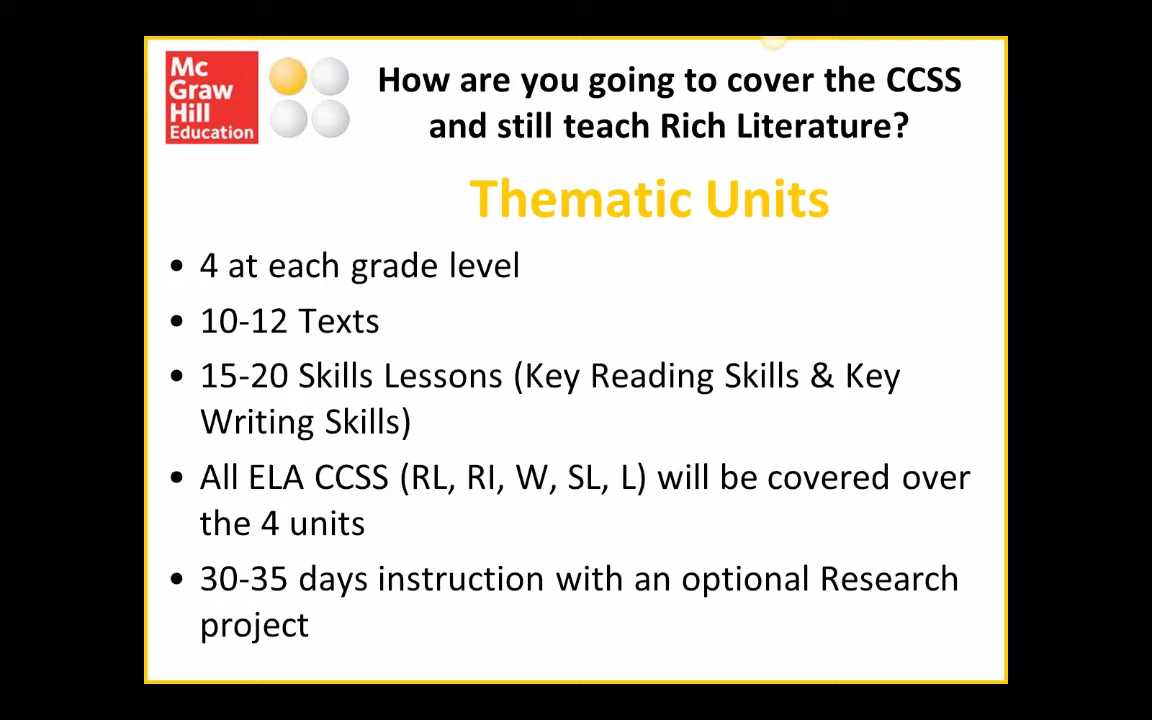 Mc
Graw
Hill
Education
How are you going to cover the CCSS
and still teach Rich Literature?
Thematic Units
• 4 at each grade level
• 10-12 Texts
• 15-20 Skills Lessons (Key Reading Skills & Key
Writing Skills)
• All ELA CCSS (RL, RI, W, SL, L) will be covered over
the 4 units
• 30-35 days instruction with an optional Research
project